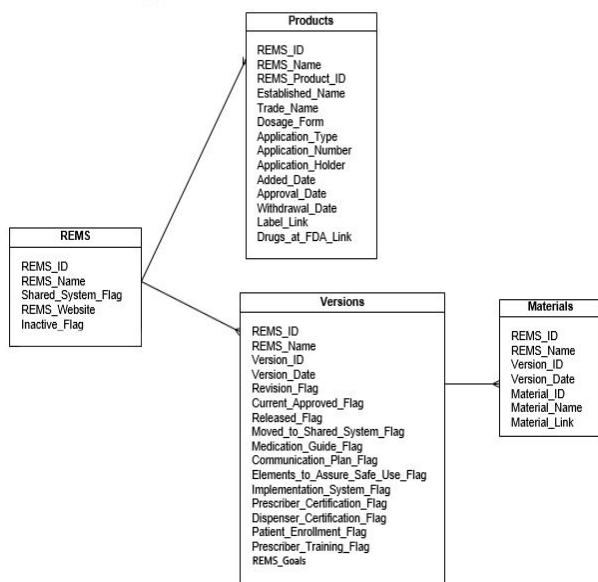 Products
REMS_ID
REMS_Name
REMS_Product_ID
Established_Name
Trade_Name
Dosage_Form
Application_Type
Application_Number
Application_Holder
Added_Date
Approval_Date
Withdrawal_Date
Label_Link
Drugs_at_FDA_Link
REMS
REMS_ID
REMS_Name
Shared_System_Flag
REMS_Website
Inactive_Flag
Versions
REMS_ID
REMS_Name
Version_ID
Version_Date
Revision_Flag
Current_Approved_Flag
Released_Flag
Moved_to_Shared_System_Flag
Medication_Guide_Flag
Communication_Plan_Flag
Elements_to_Assure_Safe_Use_Flag
Implementation_System_Flag
Prescriber_Certification_Flag
Dispenser_Certification_Flag
Patient_Enrollment_Flag
Prescriber_Training_Flag
REMS_Goals
Materials
REMS_ID
REMS_Name
Version_ID
Version_Date
Material_ID
Material_Name
Material_Link